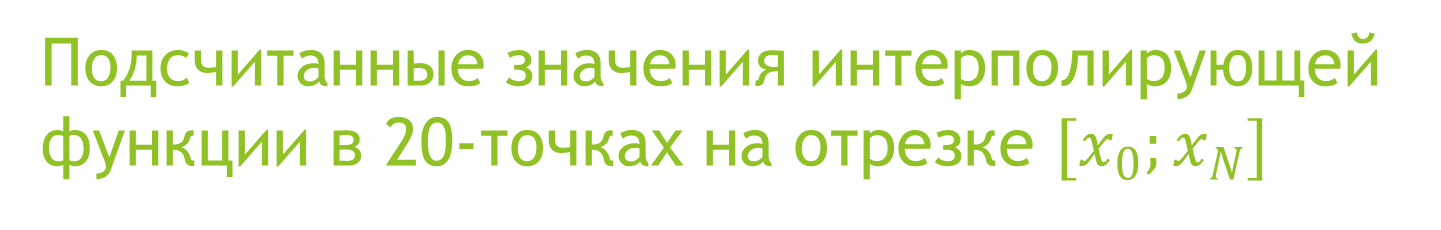 Подсчитанные значения интерполирующей
функции в 20-точках на отрезке [x₀; x_N]